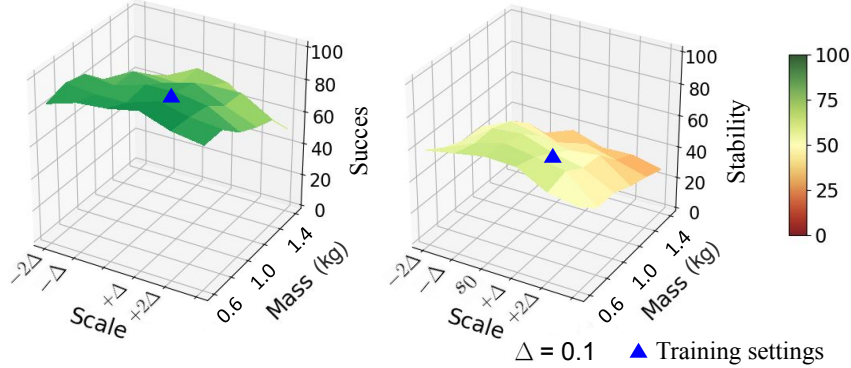 100
80
60
40
20
0
Succes
−2Δ
−Δ
+Δ
+2Δ
Scale
0.6
1.0
1.4
Mass (kg)
100
80
60
40
20
0
Stability
−2Δ
−Δ
s0
+Δ
+2Δ
Scale
0.6
1.0
1.4
Mass (kg)
100
75
50
25
0
Δ = 0.1
Training settings